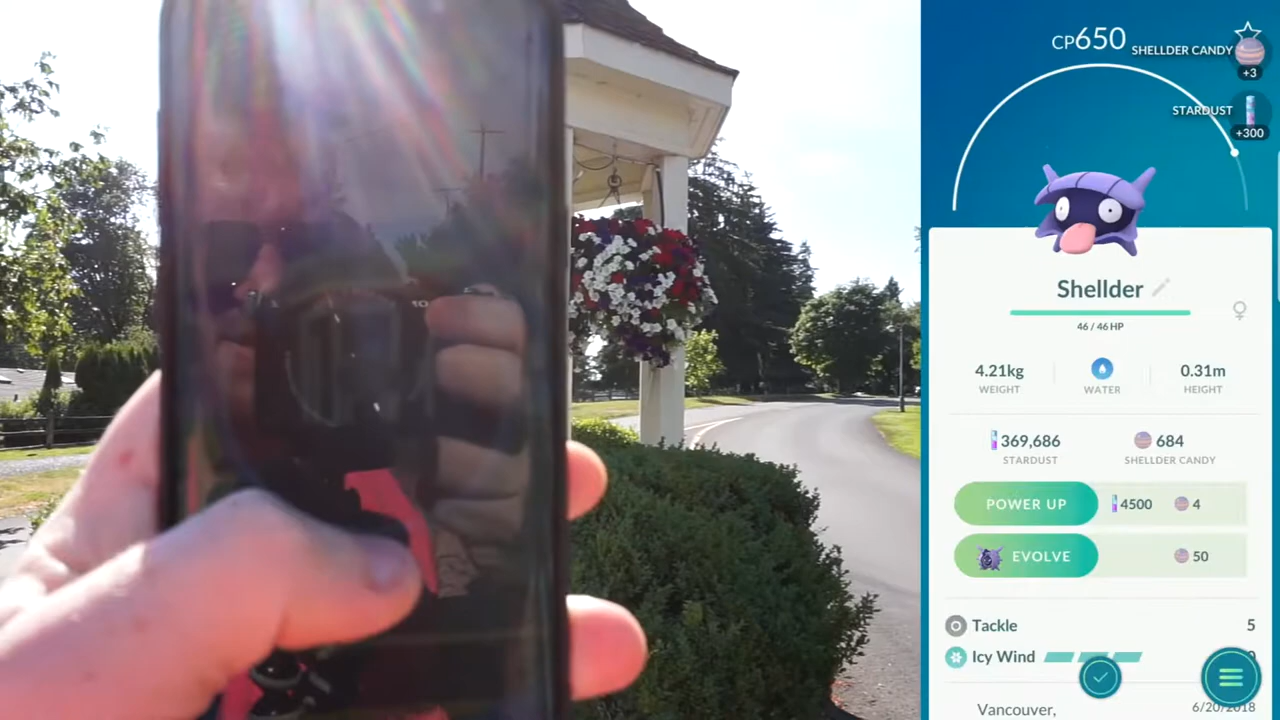 CP650
SHELLDER CANDY
+3
STARDUST
+300
Shellder
46 / 46 HP
4.21kg
WEIGHT
WATER
0.31m
HEIGHT
369,686
STARDUST
684
SHELLDER CANDY
POWER UP 4500 4
EVOLVE 50
Tackle 5
Icy Wind
Vancouver, 6/20/2018
10